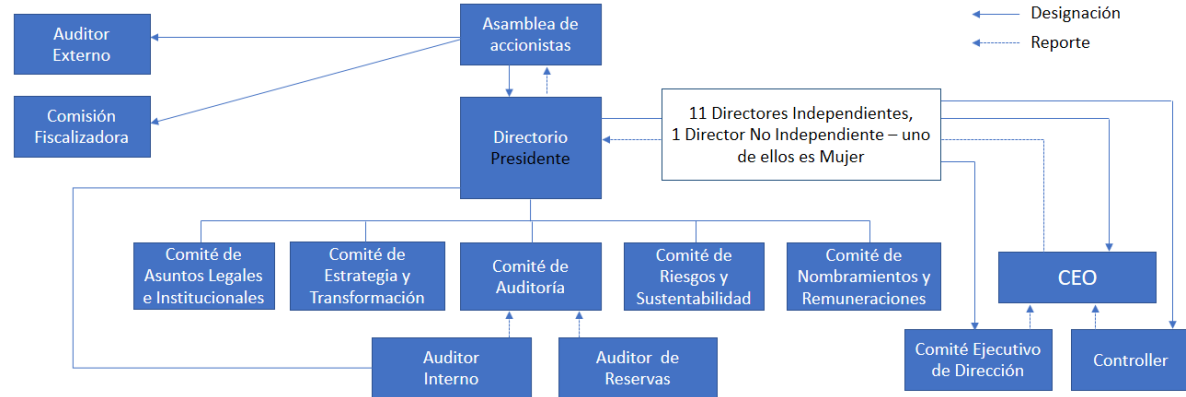 Auditor
Externo
Asamblea de
accionistas
Designación
Reporte
Comisión
Fiscalizadora
Directorio
Presidente
11 Directores Independientes,
1 Director No Independiente – uno
de ellos es Mujer
Comité de
Asuntos Legales
e Institucionales
Comité de
Estrategia y
Transformación
Comité de
Auditoría
Comité de
Riesgos y
Sustentabilidad
Comité de
Nombramientos y
Remuneraciones
CEO
Auditor
Interno
Auditor de
Reservas
Comité Ejecutivo
de Dirección
Controller